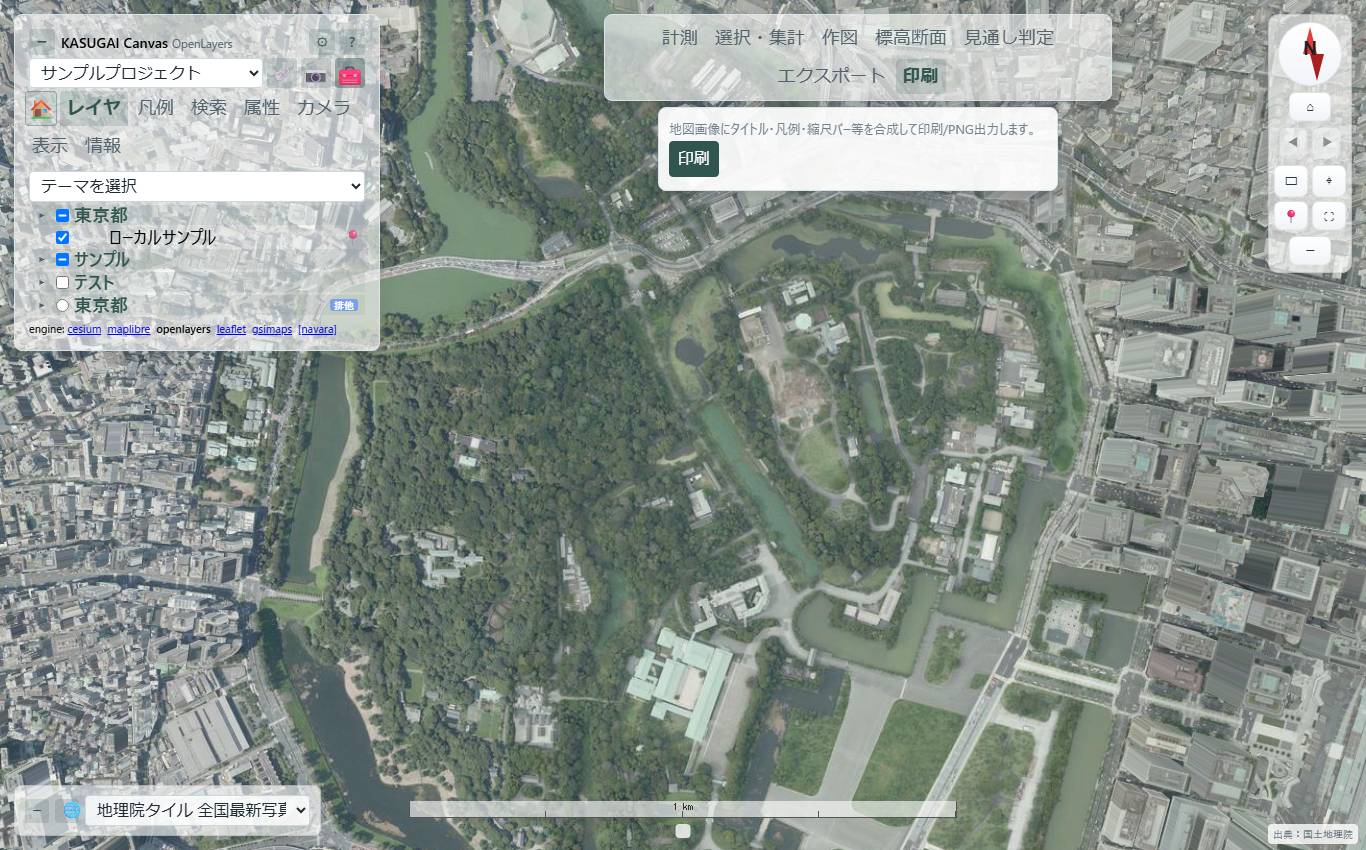 − KASUGAI Canvas OpenLayers ⚙ ?
サンプルプロジェクト
レイヤ 凡例 検索 属性 カメラ
表示 情報
テーマを選択
東京都
ローカルサンプル
サンプル
テスト
東京都 排他
engine: cesium maplibre openlayers leaflet gsimaps [navara]
計測 選択・集計 作図 標高断面 見通し判定
エクスポート 印刷
地図画像にタイトル・凡例・縮尺バー等を合成して印刷/PNG出力します。
印刷
N
− 地理院タイル 全国最新写真
1 km
出典：国土地理院